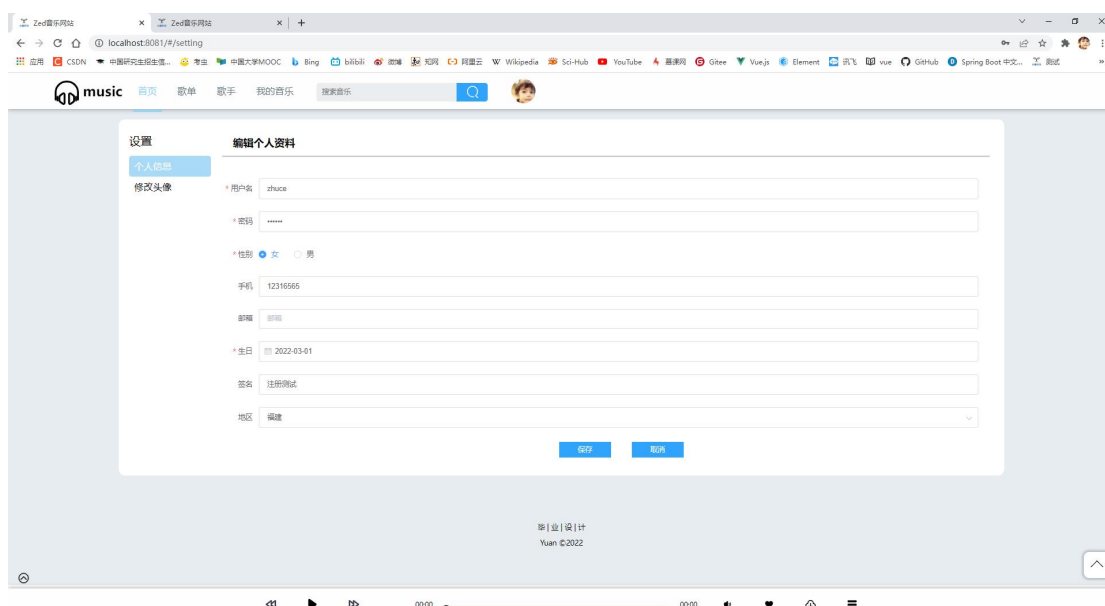 Zed音乐网站
Zed音乐网站
localhost:8081/#/setting
应用 CSDN 中国研究生招生信... 考虫 中国大学MOOC Bing bilibili 微博 知网 阿里云 Wikipedia Sci-Hub YouTube 慕课网 Gitee Vue.js Element 讯飞 vue GitHub Spring Boot 中文... 测试 »
music 首页 歌单 歌手 我的音乐 搜索音乐
设置
个人信息
修改头像
编辑个人资料
* 用户名 zhuce
* 密码 ••••••
* 性别 女 男
手机 12316565
邮箱 邮箱
* 生日 2022-03-01
签名 注册测试
地区 福建
保存 取消
毕|业|设|计
Yuan ©2022
00:00 00:00